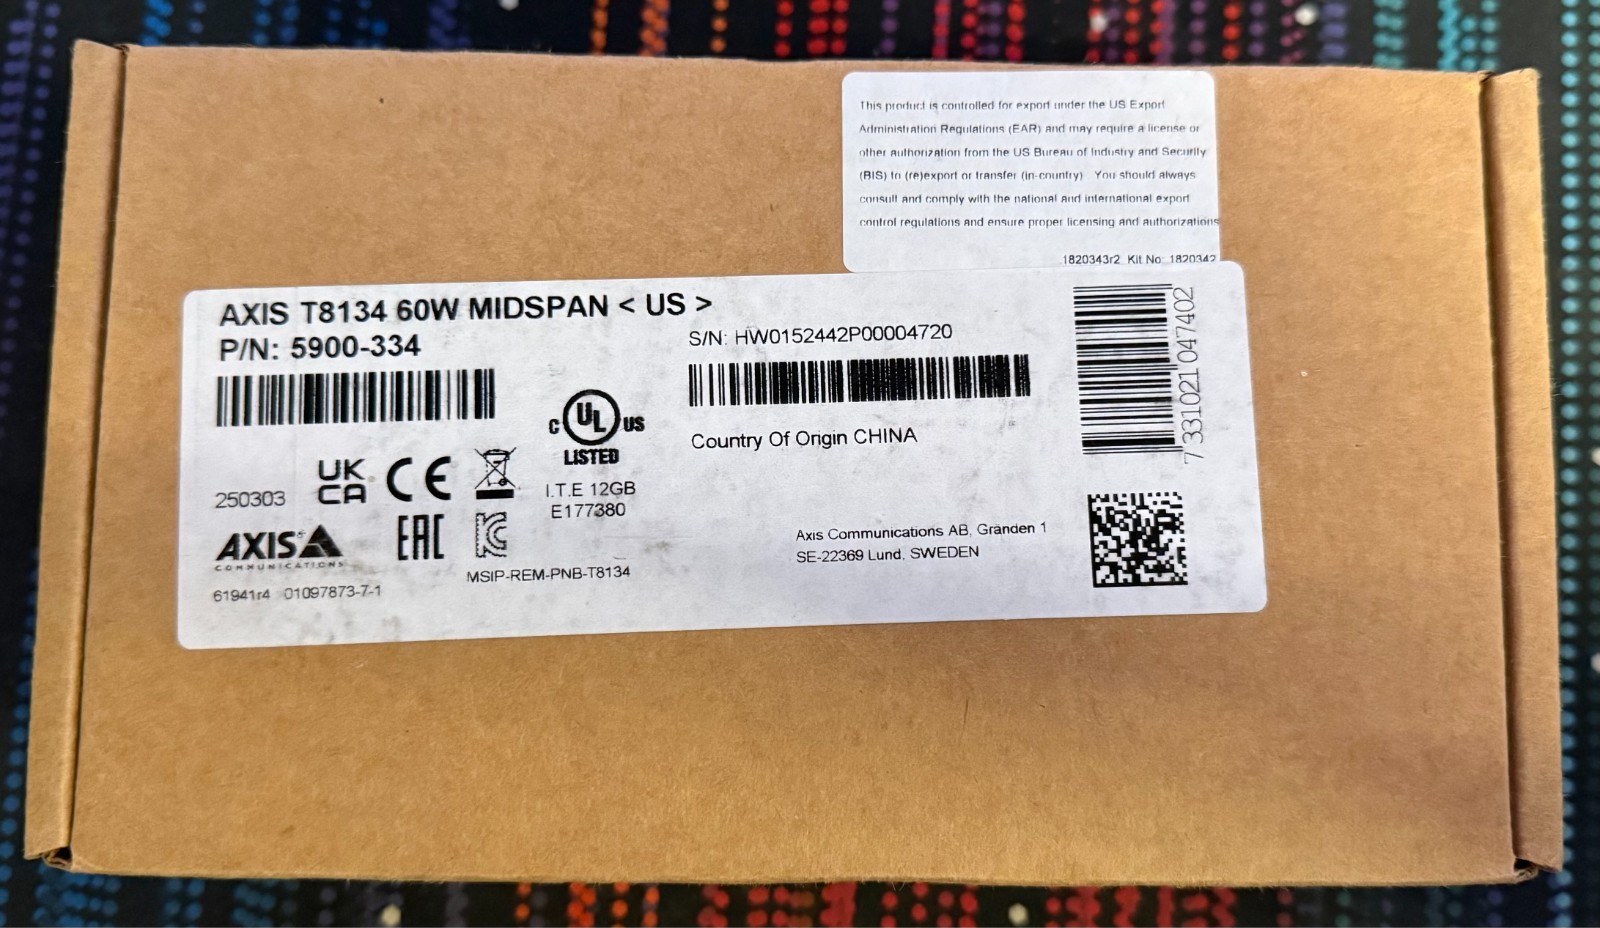 This product is controlled for export under the US Export
Administration Regulations (EAR) and may require a license or
other authorization from the US Bureau of Industry and Security
(BIS) to (re)export or transfer (in-country). You should always
consult and comply with the national and international export
control regulations and ensure proper licensing and authorizations
1820343r2 Kit No: 1820342
AXIS T8134 60W MIDSPAN < US >
P/N: 5900-334
S/N: HW0152442P00004720
7 331021 047402
C UL US
LISTED
I.T.E 12GB
E177380
Country Of Origin CHINA
250303
UK
CA
CE
AXIS
COMMUNICATIONS
EAC
KC
MSIP-REM-PNB-T8134
61941r4 01097873-7-1
Axis Communications AB, Gränden 1
SE-22369 Lund, SWEDEN